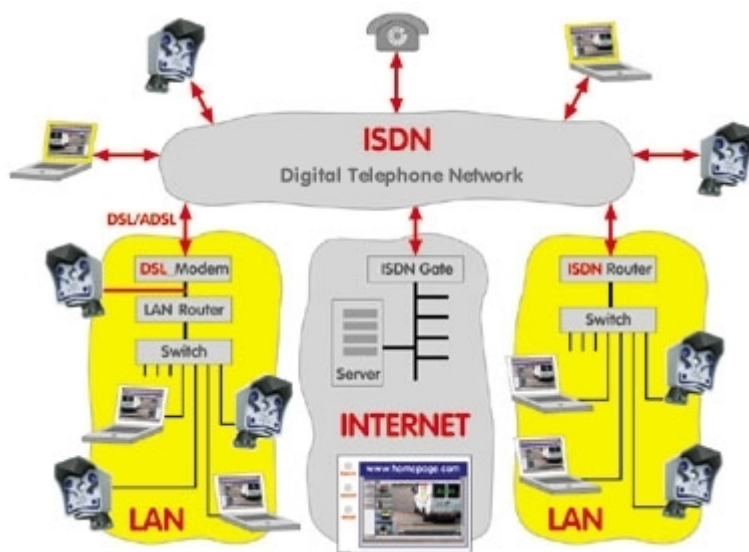 ISDN
Digital Telephone Network
DSL/ADSL
DSL Modem
LAN Router
Switch
LAN
ISDN Gate
Server
INTERNET
www.homepage.com
ISDN Router
Switch
LAN